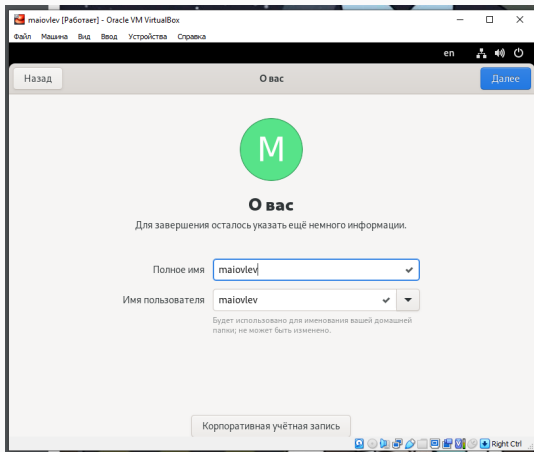 maiovlev [Работает] - Oracle VM VirtualBox
Файл Машина Вид Ввод Устройства Справка
en
Назад О вас Далее
M
О вас
Для завершения осталось указать ещё немного информации.
Полное имя maiovlev
Имя пользователя maiovlev
Будет использовано для именования вашей домашней
папки; не может быть изменено.
Корпоративная учётная запись
Right Ctrl